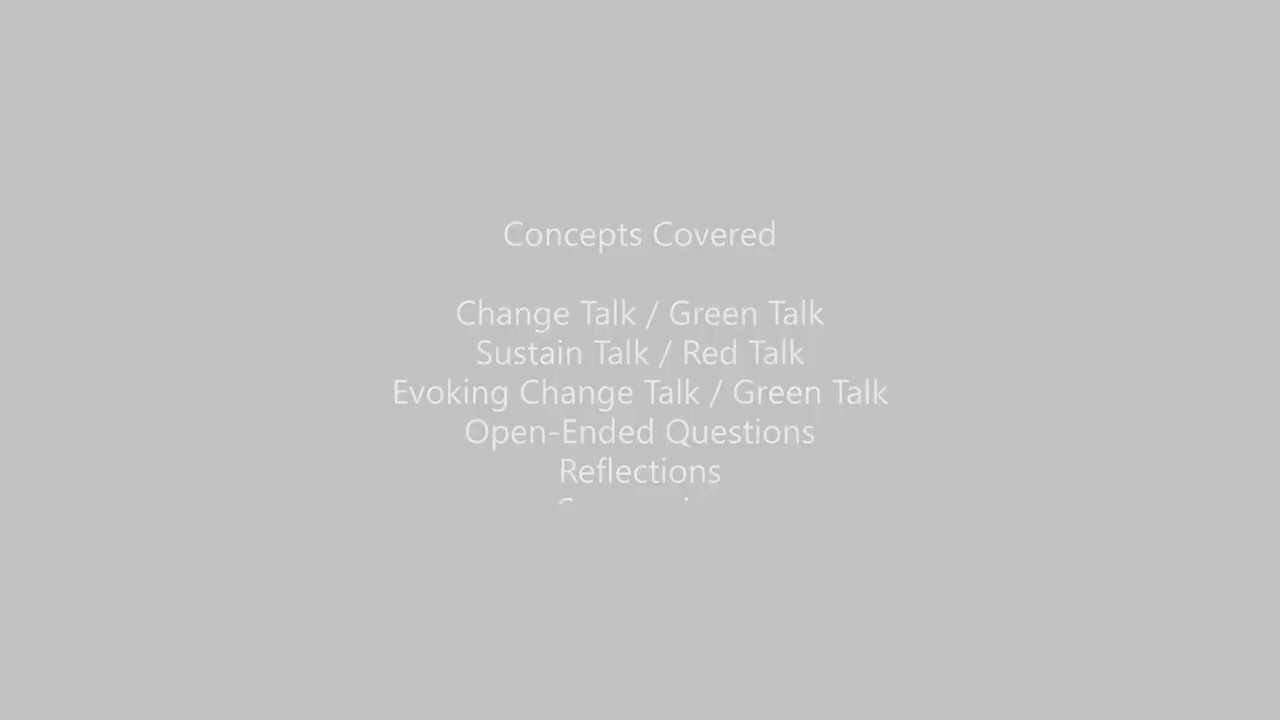 Concepts Covered
Change Talk / Green Talk
Sustain Talk / Red Talk
Evoking Change Talk / Green Talk
Open-Ended Questions
Reflections